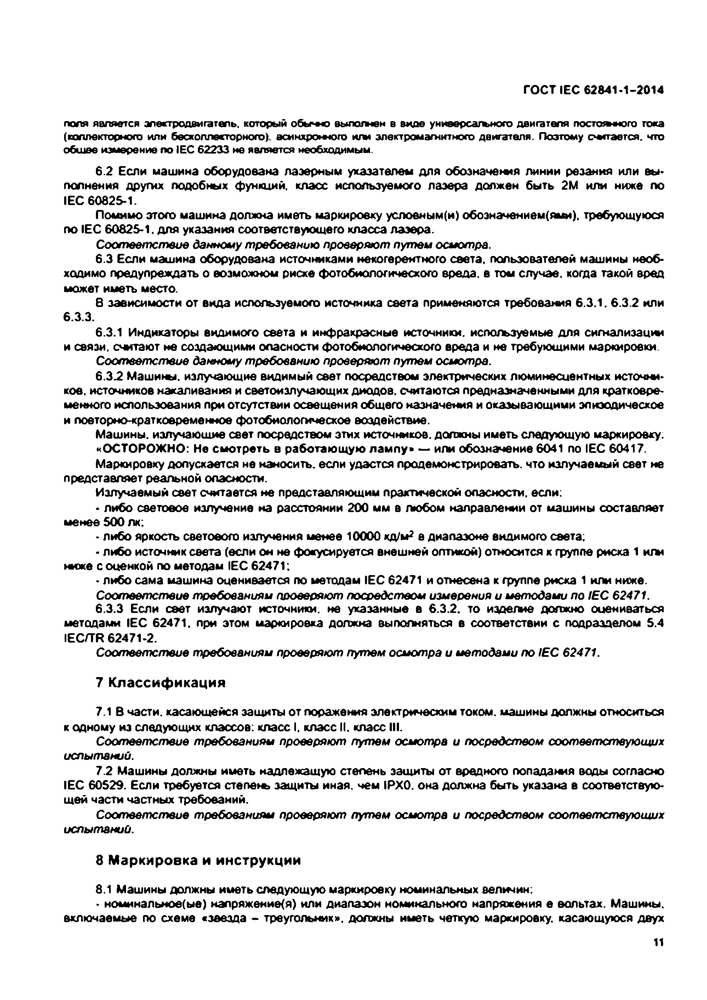 ГОСТ IEC 62841-1–2014
поля является электродвигатель, который обычно выполнен в виде универсального двигателя постоянного тока
(коллекторного или бесколлекторного), асинхронного или электромагнитного двигателя. Поэтому считается, что
общее измерение по IEC 62233 не является необходимым.
6.2 Если машина оборудована лазерным указателем для обозначения линии резания или вы-
полнения других подобных функций, класс используемого лазера должен быть 2М или ниже по
IEC 60825-1.
Помимо этого машина должна иметь маркировку условным(и) обозначением(ями), требующуюся
по IEC 60825-1, для указания соответствующего класса лазера.
Соответствие данному требованию проверяют путем осмотра.
6.3 Если машина оборудована источниками некогерентного света, пользователей машины необ-
ходимо предупреждать о возможном риске фотобиологического вреда, в том случае, когда такой вред
может иметь место.
В зависимости от вида используемого источника света применяются требования 6.3.1, 6.3.2 или
6.3.3.
6.3.1 Индикаторы видимого света и инфракрасные источники, используемые для сигнализации
и связи, считают не создающими опасности фотобиологического вреда и не требующими маркировки.
Соответствие данному требованию проверяют путем осмотра.
6.3.2 Машины, излучающие видимый свет посредством электрических люминесцентных источни-
ков, источников накаливания и светоизлучающих диодов, считаются предназначенными для кратковре-
менного использования при отсутствии освещения общего назначения и оказывающими эпизодическое
и повторно-кратковременное фотобиологическое воздействие.
Машины, излучающие свет посредством этих источников, должны иметь следующую маркировку:
«ОСТОРОЖНО: Не смотреть в работающую лампу» — или обозначение 6041 по IEC 60417.
Маркировку допускается не наносить, если удастся продемонстрировать, что излучаемый свет не
представляет реальной опасности.
Излучаемый свет считается не представляющим практической опасности, если:
- либо световое излучение на расстоянии 200 мм в любом направлении от машины составляет
менее 500 лк;
- либо яркость светового излучения менее 10000 кд/м² в диапазоне видимого света;
- либо источник света (если он не фокусируется внешней оптикой) относится к группе риска 1 или
ниже с оценкой по методам IEC 62471;
- либо сама машина оценивается по методам IEC 62471 и отнесена к группе риска 1 или ниже.
Соответствие требованиям проверяют посредством измерения и методами по IEC 62471.
6.3.3 Если свет излучают источники, не указанные в 6.3.2, то изделие должно оцениваться
методами IEC 62471, при этом маркировка должна выполняться в соответствии с подразделом 5.4
IEC/TR 62471-2.
Соответствие требованиям проверяют путем осмотра и методами по IEC 62471.
7 Классификация
7.1 В части, касающейся защиты от поражения электрическим током, машины должны относиться
к одному из следующих классов: класс I, класс II, класс III.
Соответствие требованиям проверяют путем осмотра и посредством соответствующих
испытаний.
7.2 Машины должны иметь надлежащую степень защиты от вредного попадания воды согласно
IEC 60529. Если требуется степень защиты иная, чем IPX0, она должна быть указана в соответствую-
щей части частных требований.
Соответствие требованиям проверяют путем осмотра и посредством соответствующих
испытаний.
8 Маркировка и инструкции
8.1 Машины должны иметь следующую маркировку номинальных величин:
- номинальное(ые) напряжение(я) или диапазон номинального напряжения в вольтах. Машины,
включаемые по схеме «звезда – треугольник», должны иметь четкую маркировку, касающуюся двух
11